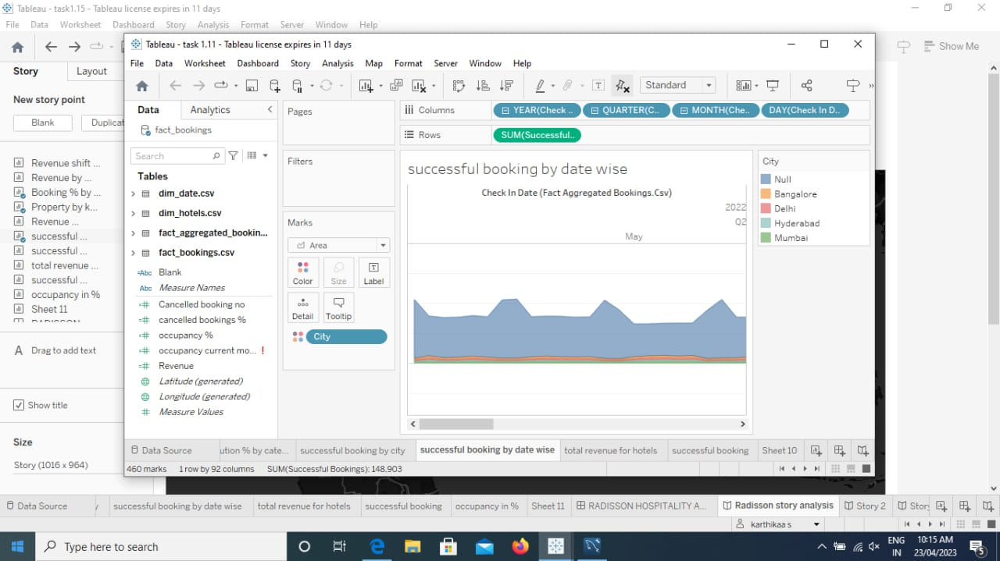 Tableau - task1.15 - Tableau license expires in 11 days
File Data Worksheet Dashboard Story Analysis Format Server Window Help
Show Me
Story Layout
New story point
Blank Duplicat
Revenue shift ...
Revenue by ...
Booking % by ...
Property by k...
Revenue ...
successful ...
successful ...
total revenue ...
successful ...
occupancy in %
Sheet 11
A Drag to add text
Show title
Size
Story (1016 x 964)
Tableau - task 1.11 - Tableau license expires in 11 days
File Data Worksheet Dashboard Story Analysis Map Format Server Window Help
Standard
Data Analytics
fact_bookings
Search
Tables
dim_date.csv
dim_hotels.csv
fact_aggregated_bookin...
fact_bookings.csv
=Abc Blank
Abc Measure Names
Cancelled booking no
cancelled bookings %
occupancy %
occupancy current mo... !
Revenue
Latitude (generated)
Longitude (generated)
Measure Values
Pages
Filters
Marks
Area
Color Size Label
Detail Tooltip
City
Columns YEAR(Check .. QUARTER(C.. MONTH(Che.. DAY(Check In D..
Rows SUM(Successful..
successful booking by date wise
Check In Date (Fact Aggregated Bookings.Csv)
2022
Q2
May
City
Null
Bangalore
Delhi
Hyderabad
Mumbai
Data Source ution % by cate... successful booking by city successful booking by date wise total revenue for hotels successful booking Sheet 10
460 marks 1 row by 92 columns SUM(Successful Bookings): 148,903
Data Source successful booking by date wise total revenue for hotels successful booking occupancy in % Sheet 11 RADISSON HOSPITALITY A... Radisson story analysis Story 2 Story
karthikaa s
Type here to search
ENG
IN
10:15 AM
23/04/2023
5